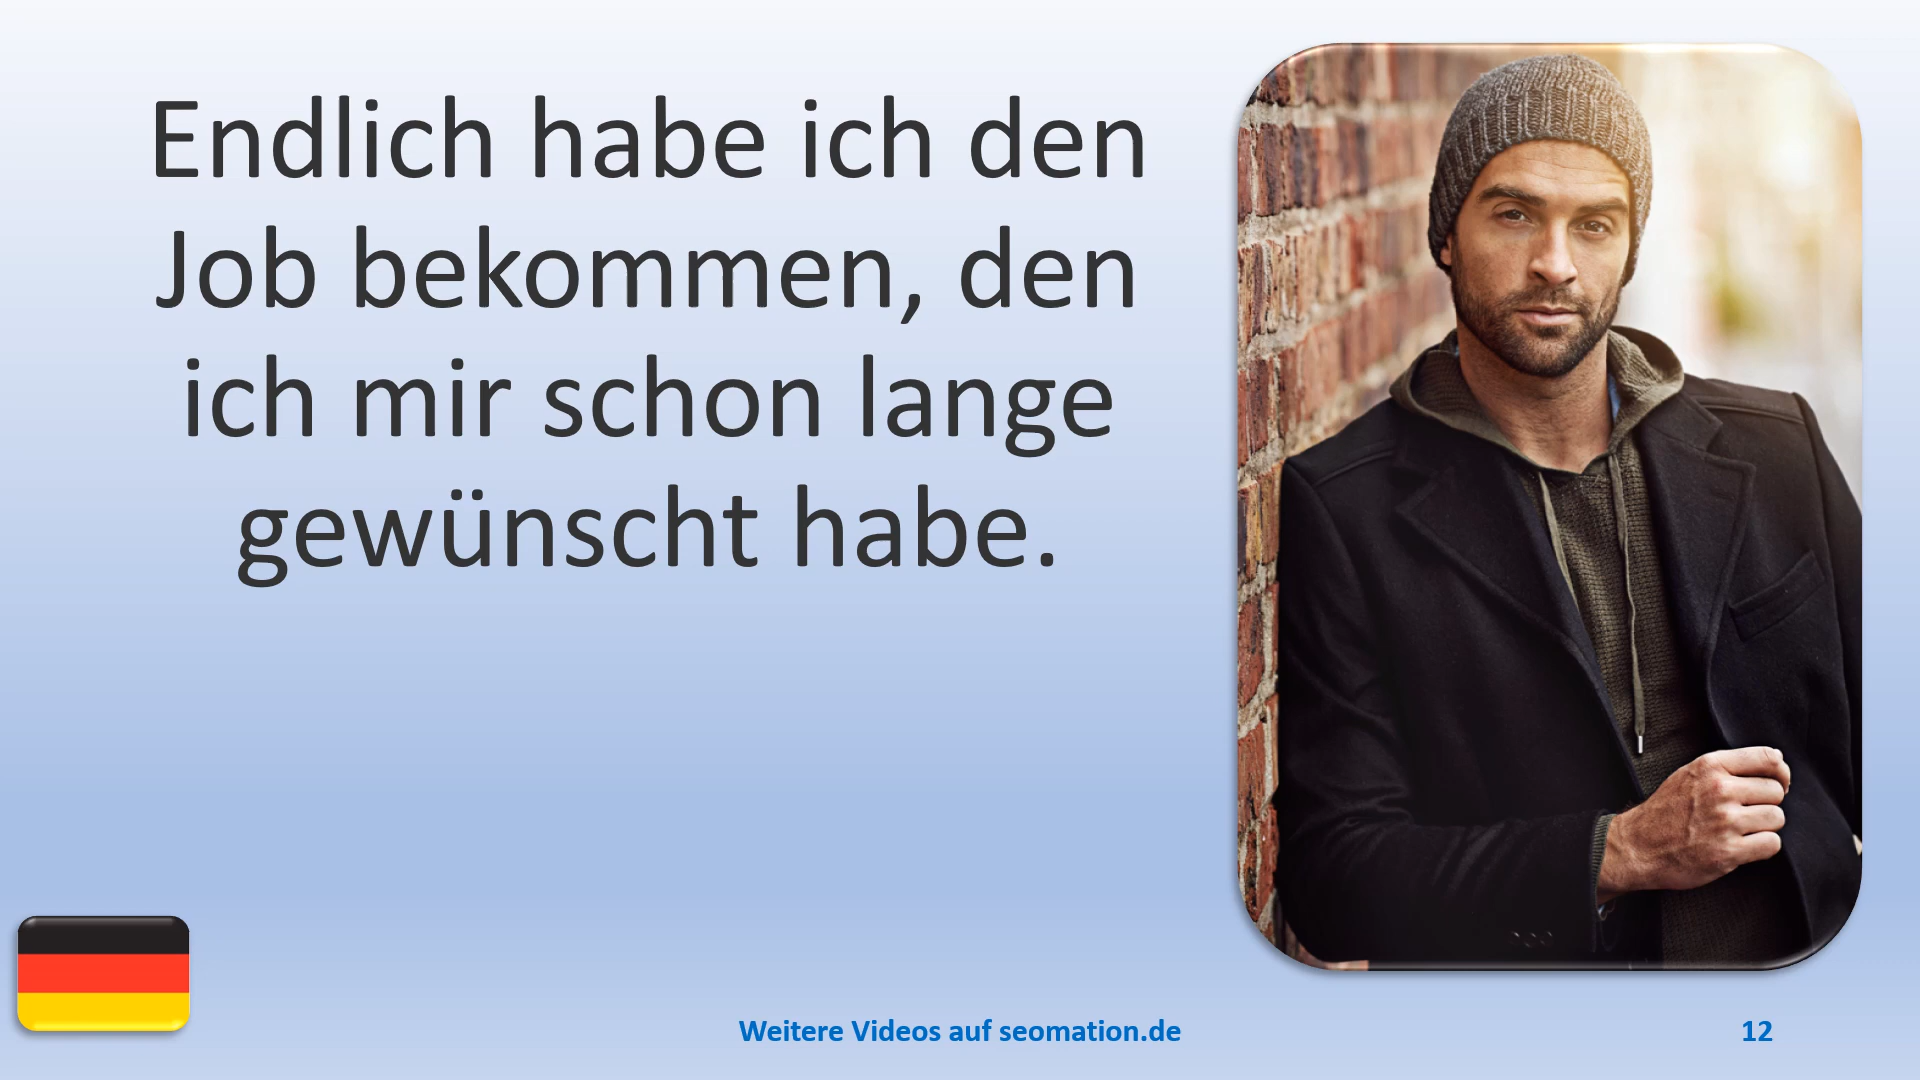 Endlich habe ich den
Job bekommen, den
ich mir schon lange
gewünscht habe.
Weitere Videos auf seomation.de
12